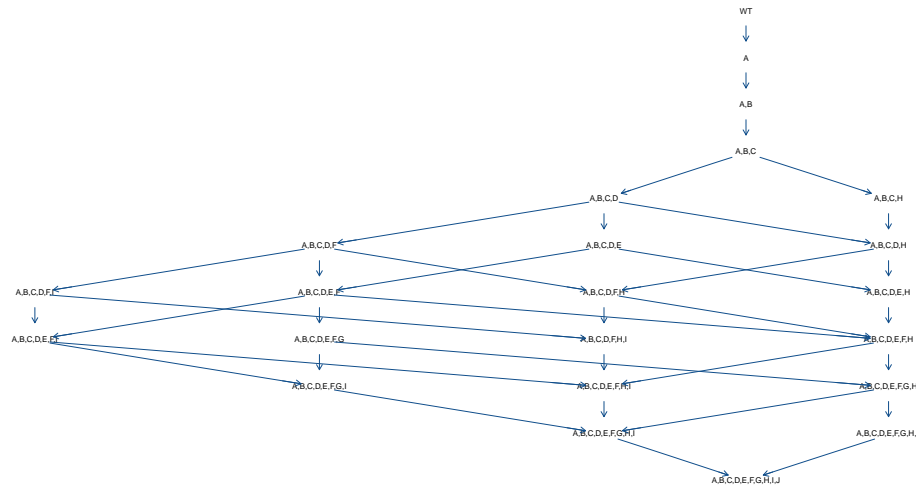 WT
A
A,B
A,B,C
A,B,C,D
A,B,C,H
A,B,C,D,F
A,B,C,D,E
A,B,C,D,H
A,B,C,D,F,I
A,B,C,D,E,F
A,B,C,D,F,H
A,B,C,D,E,H
A,B,C,D,E,F,I
A,B,C,D,E,F,G
A,B,C,D,F,H,I
A,B,C,D,E,F,H
A,B,C,D,E,F,G,I
A,B,C,D,E,F,H,I
A,B,C,D,E,F,G,H
A,B,C,D,E,F,G,H,I
A,B,C,D,E,F,G,H,
A,B,C,D,E,F,G,H,I,J